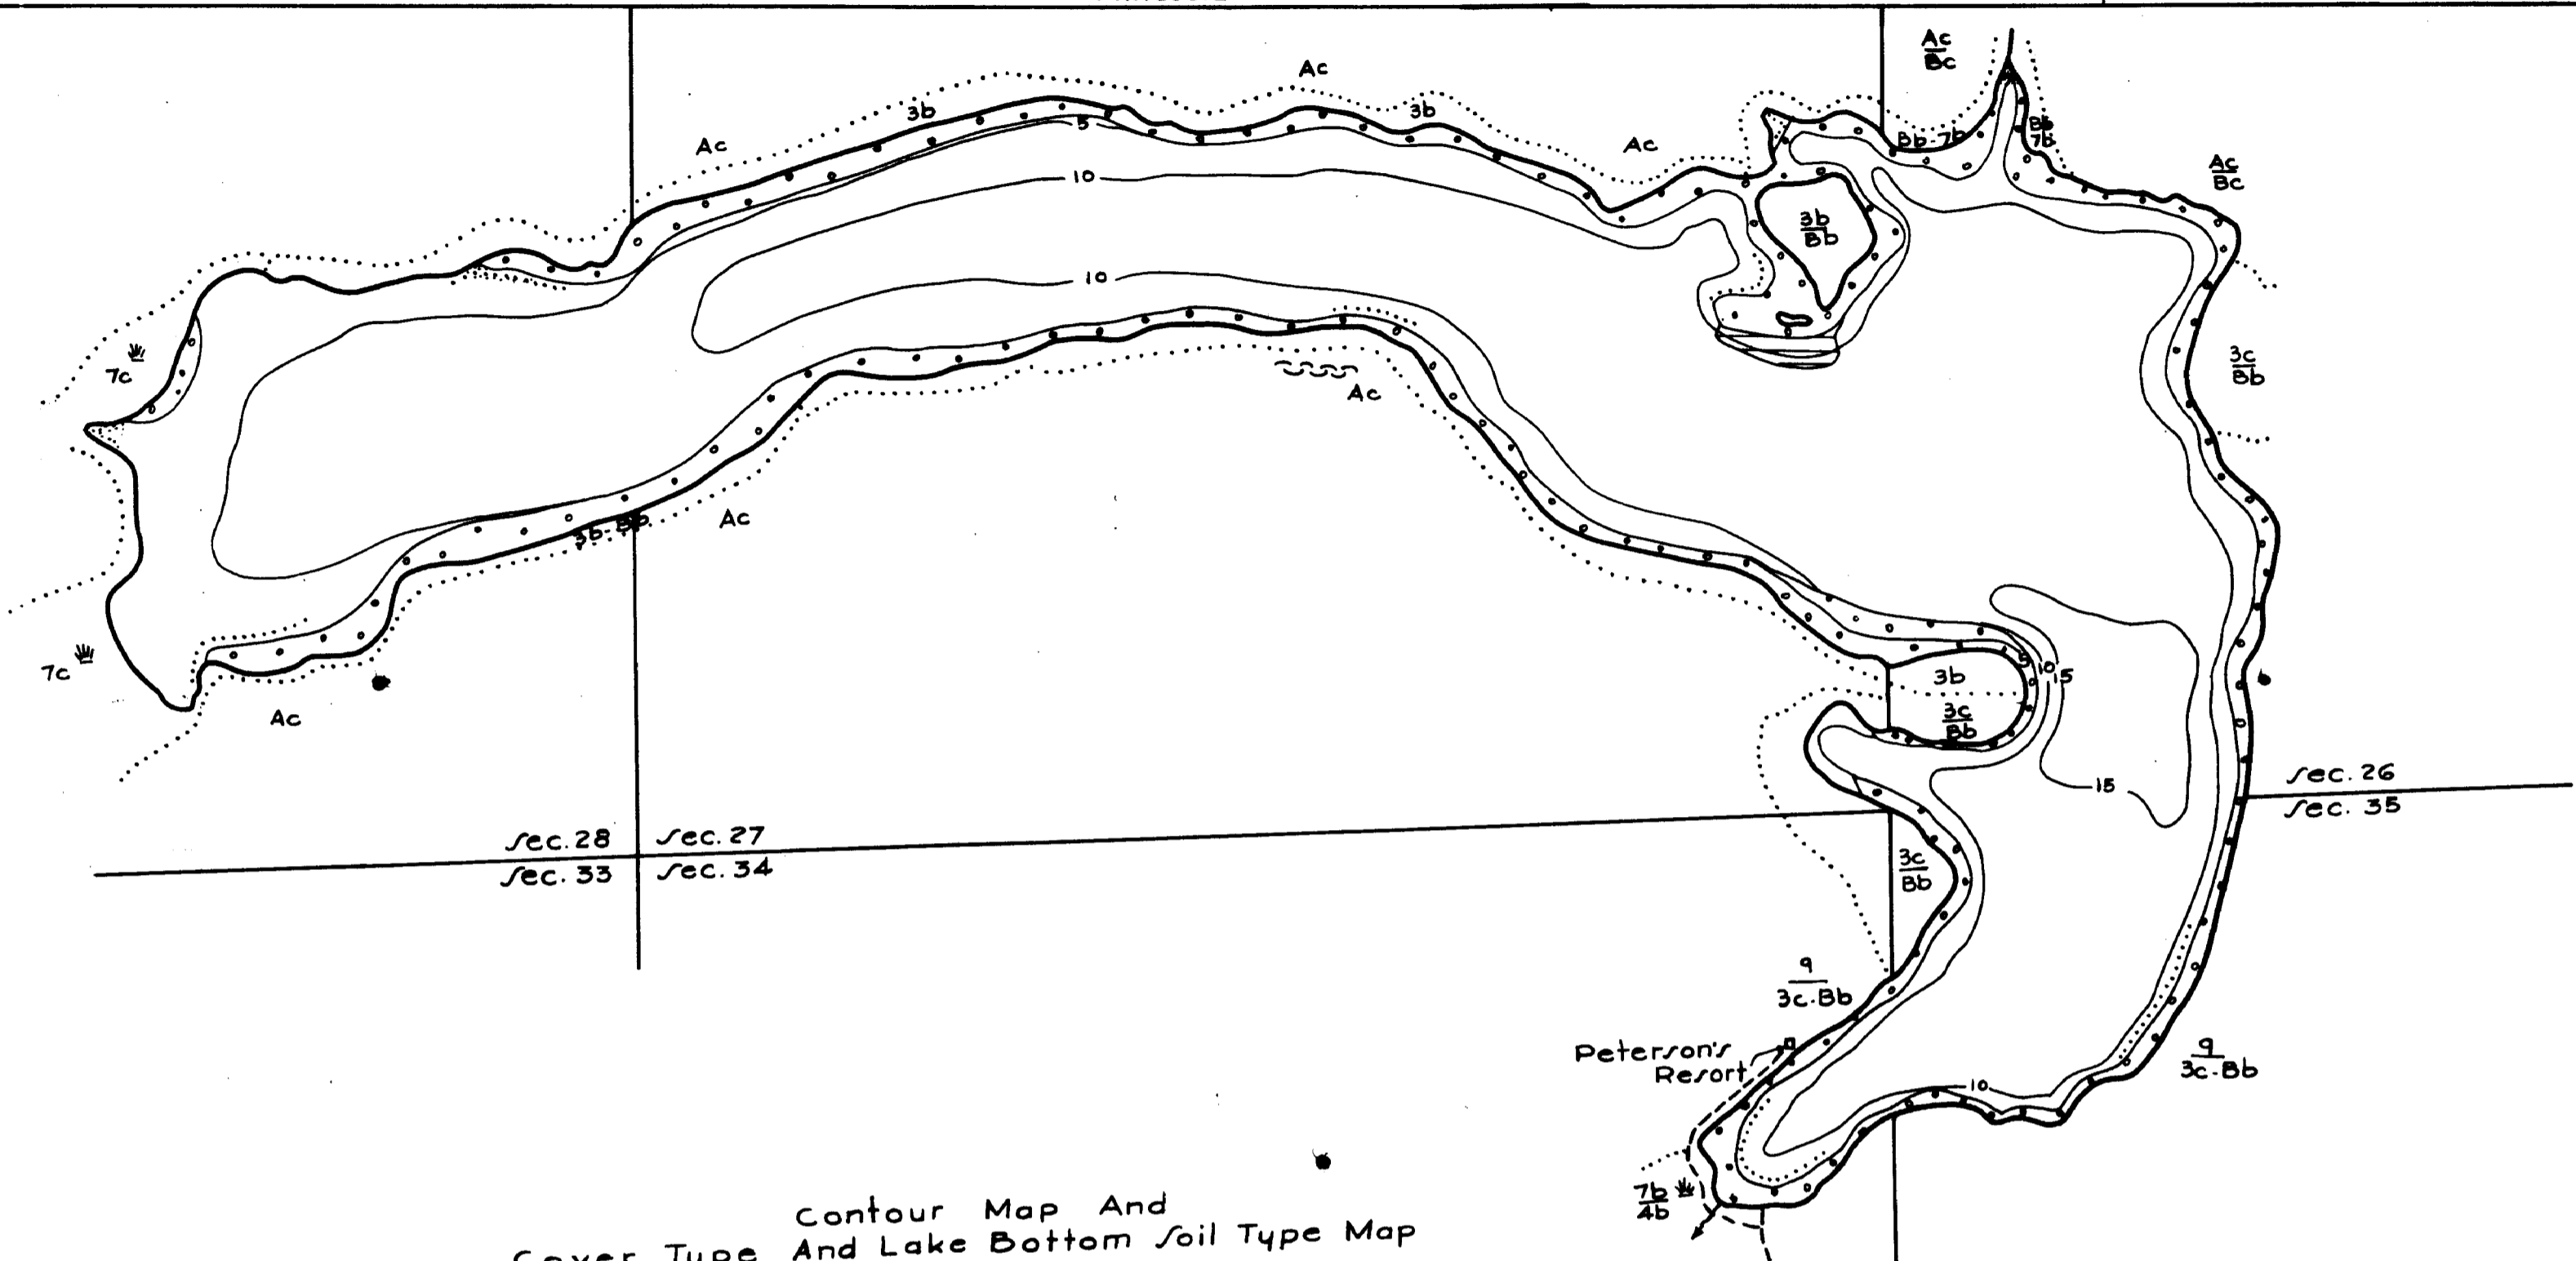 Ac
Bc
Ac
3b
3b
5
Ac
Ac
Bb-7b
Bb
7b
Ac
Bc
10
3b
Bb
10
7c
3c
Bb
Ac
3b-Bb
Ac
7c
5
10
15
3b
3c
Bb
Ac
15
Sec. 26
Sec. 35
Sec. 28
Sec. 27
Sec. 33
Sec. 34
3c
Bb
9
3c-Bb
Peterson's
Resort
9
3c-Bb
10
7b
4b
Contour Map And
Cover Type And Lake Bottom Soil Type Map